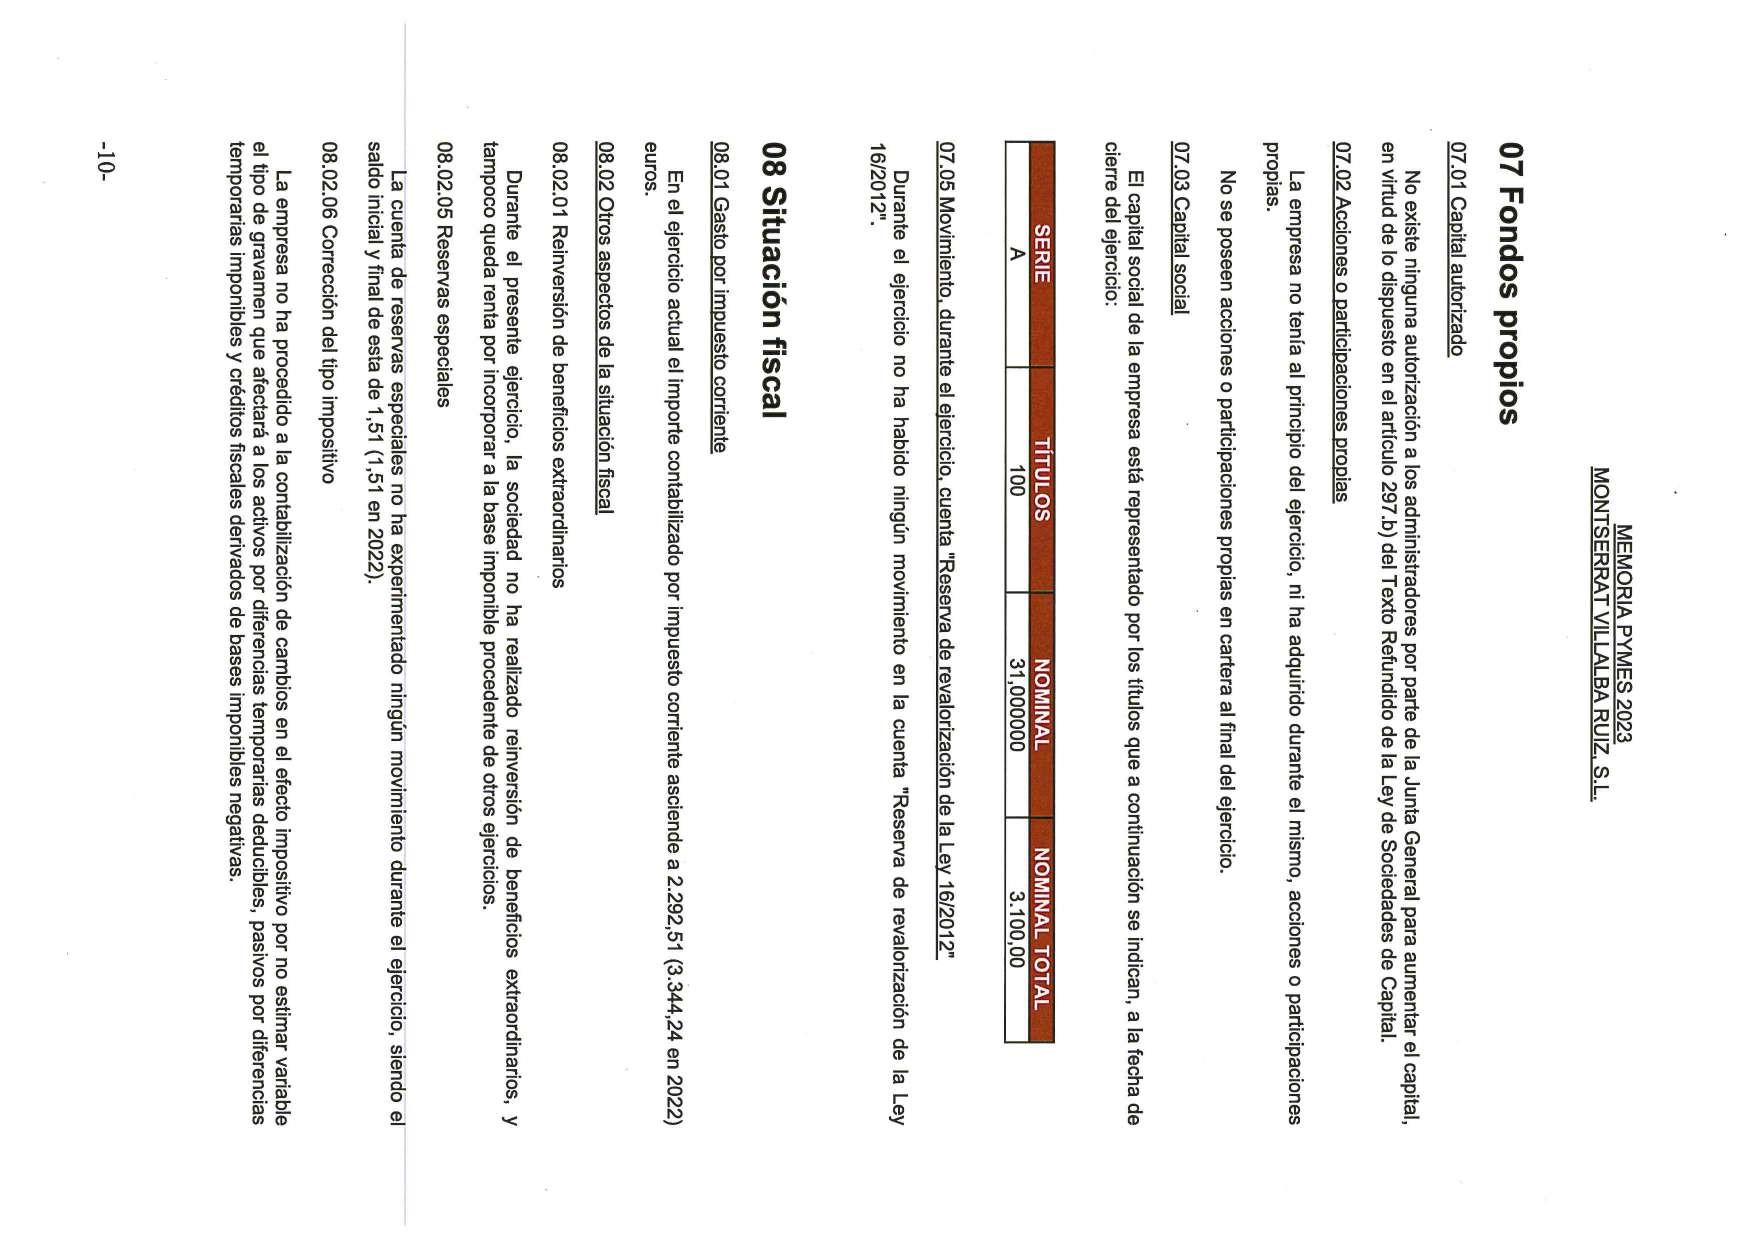 MEMORIA PYMES 2023
MONTSERRAT VILLALBA RUIZ, S.L.
07 Fondos propios
07.01 Capital autorizado
No existe ninguna autorización a los administradores por parte de la Junta General para aumentar el capital,
en virtud de lo dispuesto en el artículo 297.b) del Texto Refundido de la Ley de Sociedades de Capital.
07.02 Acciones o participaciones propias
La empresa no tenía al principio del ejercicio, ni ha adquirido durante el mismo, acciones o participaciones
propias.
No se poseen acciones o participaciones propias en cartera al final del ejercicio.
07.03 Capital social
El capital social de la empresa está representado por los títulos que a continuación se indican, a la fecha de
cierre del ejercicio:
SERIE TÍTULOS NOMINAL NOMINAL TOTAL
A 100 31,000000 3.100,00
07.05 Movimiento, durante el ejercicio, cuenta "Reserva de revalorización de la Ley 16/2012"
Durante el ejercicio no ha habido ningún movimiento en la cuenta "Reserva de revalorización de la Ley
16/2012".
08 Situación fiscal
08.01 Gasto por impuesto corriente
En el ejercicio actual el importe contabilizado por impuesto corriente asciende a 2.292,51 (3.344,24 en 2022)
euros.
08.02 Otros aspectos de la situación fiscal
08.02.01 Reinversión de beneficios extraordinarios
Durante el presente ejercicio, la sociedad no ha realizado reinversión de beneficios extraordinarios, y
tampoco queda renta por incorporar a la base imponible procedente de otros ejercicios.
08.02.05 Reservas especiales
La cuenta de reservas especiales no ha experimentado ningún movimiento durante el ejercicio, siendo el
saldo inicial y final de esta de 1,51 (1,51 en 2022).
08.02.06 Corrección del tipo impositivo
La empresa no ha procedido a la contabilización de cambios en el efecto impositivo por no estimar variable
el tipo de gravamen que afectará a los activos por diferencias temporarias deducibles, pasivos por diferencias
temporarias imponibles y créditos fiscales derivados de bases imponibles negativas.
-10-